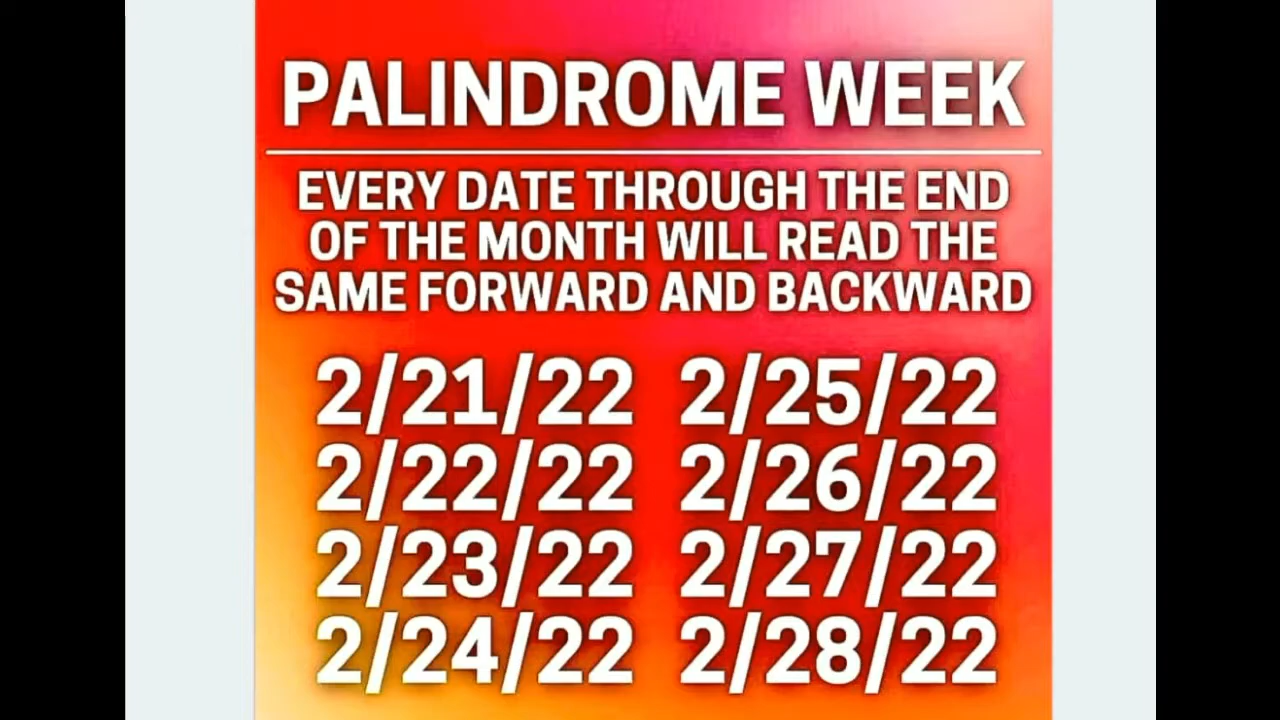 PALINDROME WEEK
EVERY DATE THROUGH THE END
OF THE MONTH WILL READ THE
SAME FORWARD AND BACKWARD
2/21/22 2/25/22
2/22/22 2/26/22
2/23/22 2/27/22
2/24/22 2/28/22